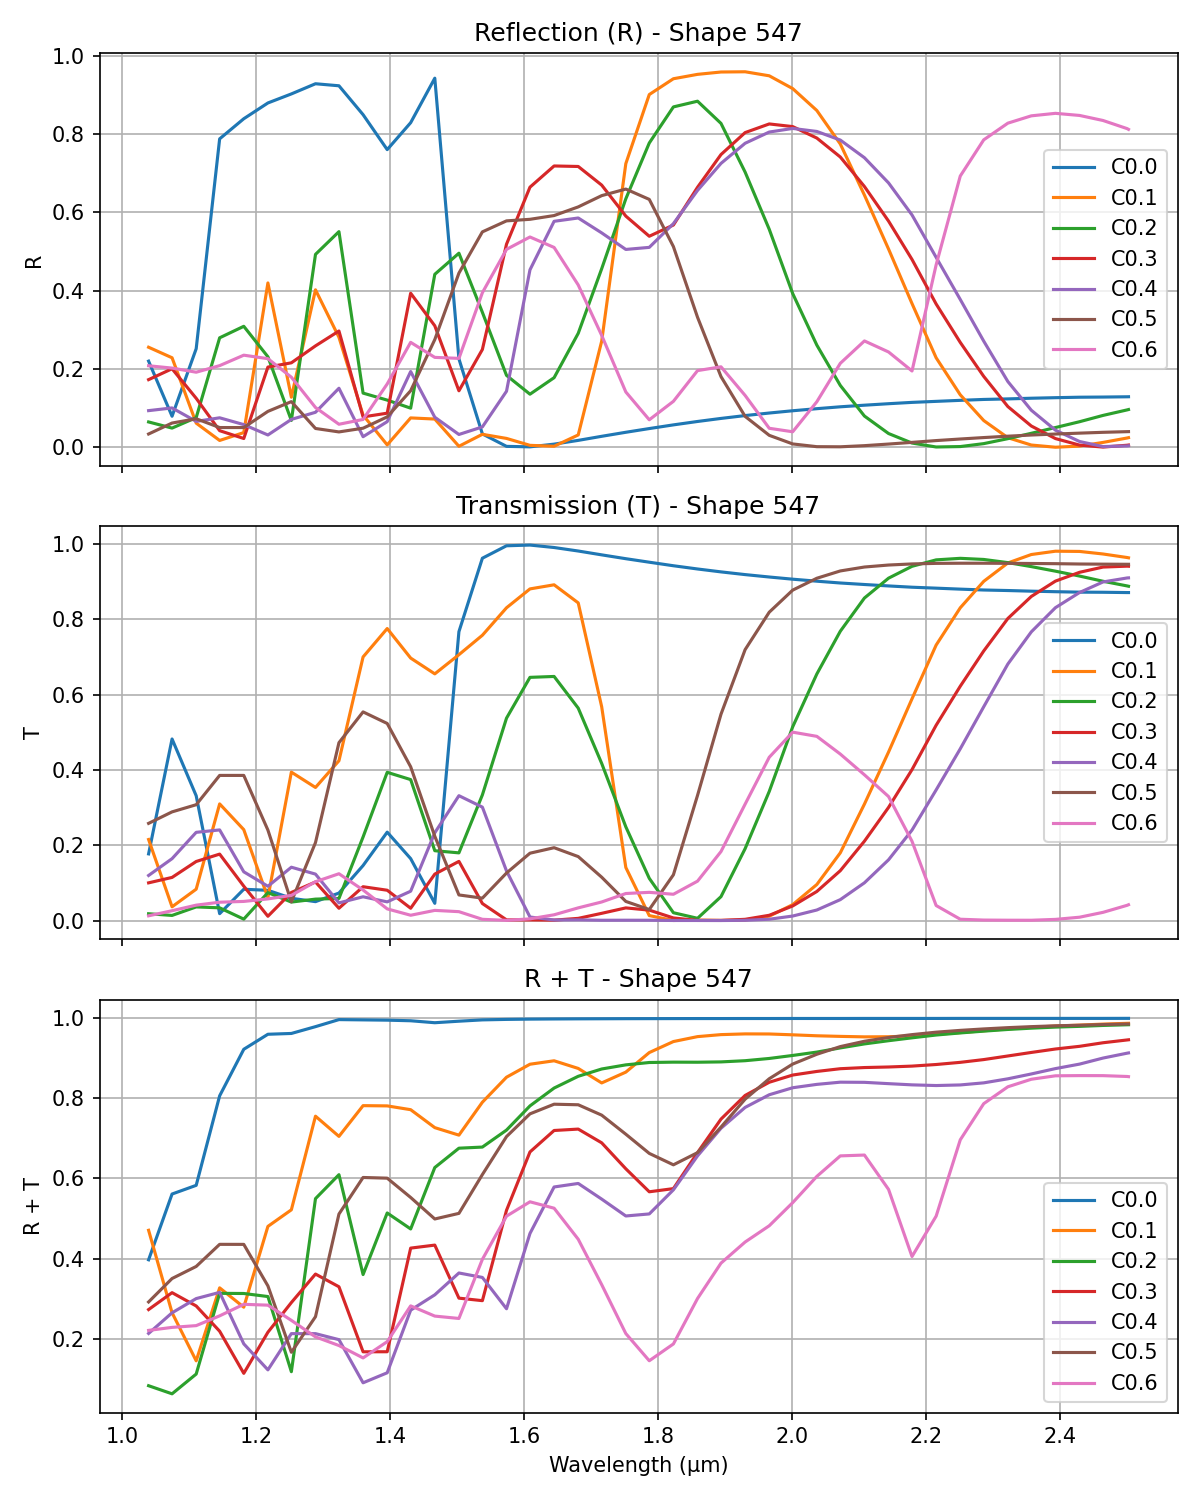 Reflection (R) - Shape 547
1.0
0.8
0.6
0.4
0.2
0.0
R
C0.0
C0.1
C0.2
C0.3
C0.4
C0.5
C0.6
Transmission (T) - Shape 547
1.0
0.8
0.6
0.4
0.2
0.0
T
C0.0
C0.1
C0.2
C0.3
C0.4
C0.5
C0.6
R + T - Shape 547
1.0
0.8
0.6
0.4
0.2
R + T
C0.0
C0.1
C0.2
C0.3
C0.4
C0.5
C0.6
1.0 1.2 1.4 1.6 1.8 2.0 2.2 2.4
Wavelength (μm)